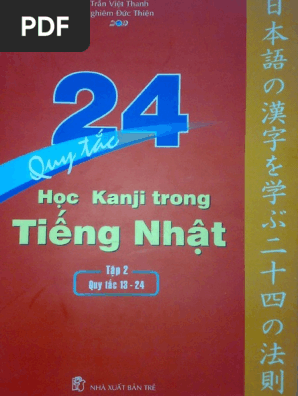 PDF
Trần Việt Thanh
Nghiêm Đức Thiện
24
Quy tắc
Học Kanji trong
Tiếng Nhật
Tập 2
Quy tắc 13 - 24
NHÀ XUẤT BẢN TRẺ
日本語の漢字を学ぶ二十四の法則